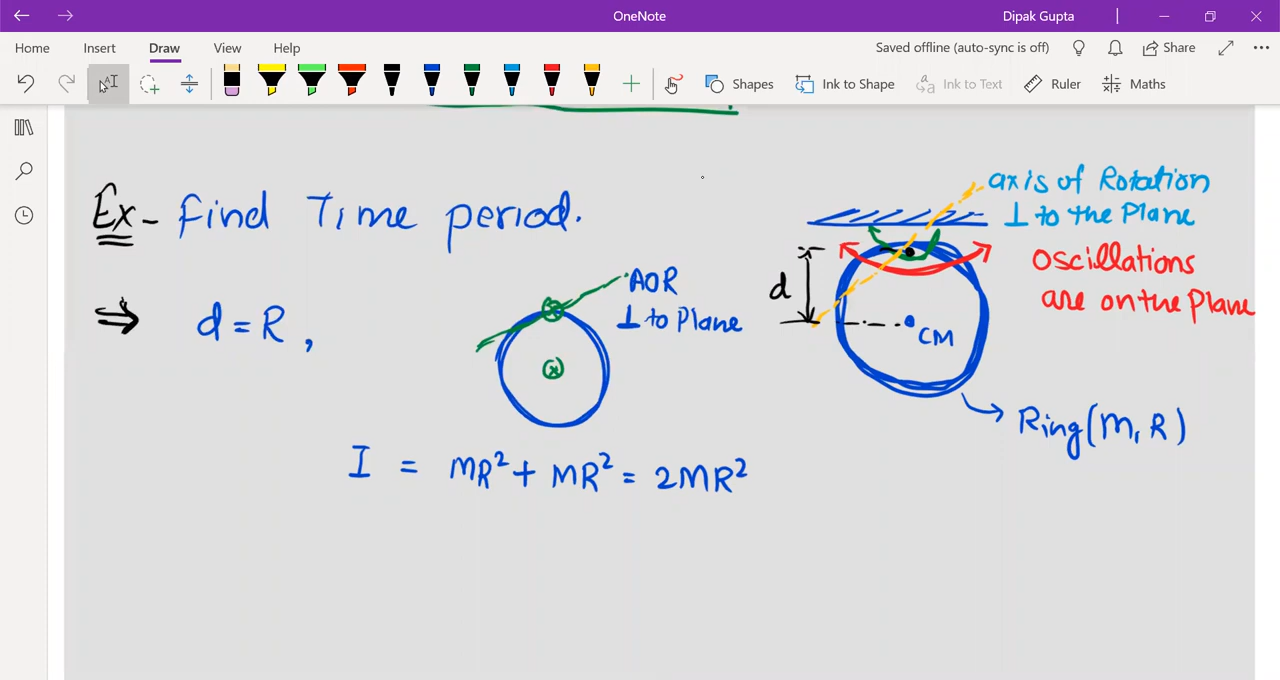 OneNote
Dipak Gupta
Home Insert Draw View Help
Saved offline (auto-sync is off)
Share
Shapes
Ink to Shape
Ink to Text
Ruler
Maths
Ex- Find Time period.
⇒ d = R,
AOR
⊥ to Plane
I = MR² + MR² = 2MR²
axis of Rotation
⊥ to the Plane
oscillations
are on the Plane
d
CM
Ring (M, R)